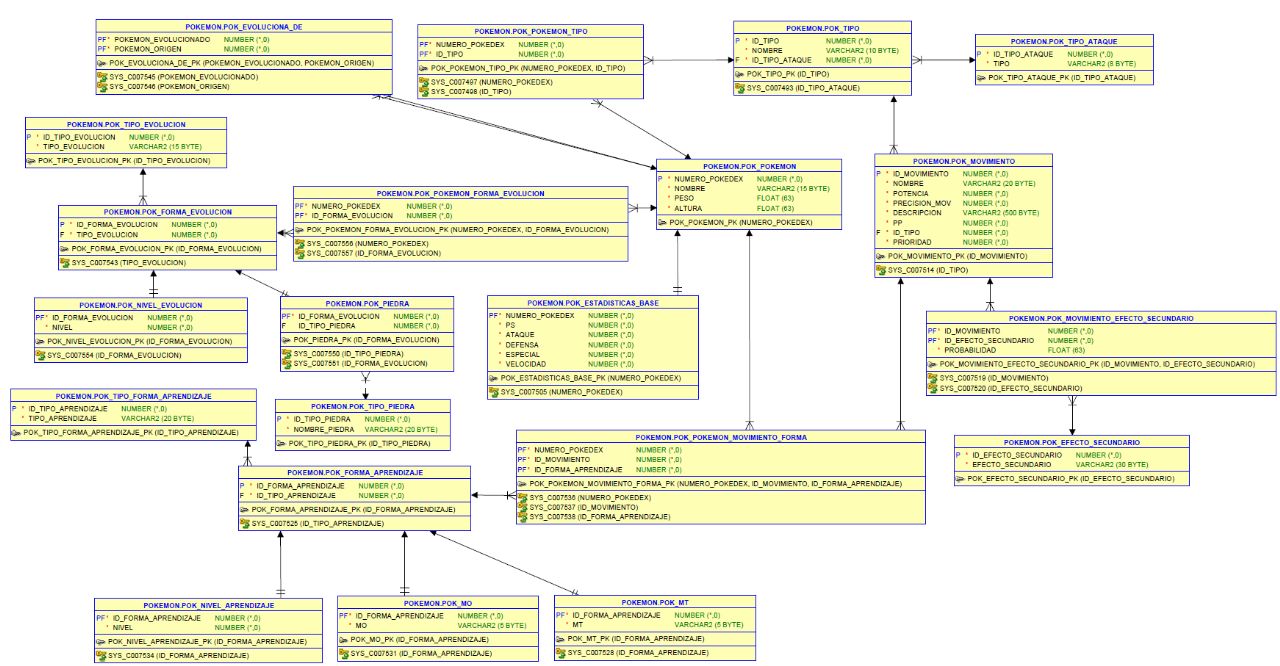 POKEMON.POK_EVOLUCIONA_DE
PF* POKEMON_EVOLUCIONADO NUMBER (*,0)
PF* POKEMON_ORIGEN NUMBER (*,0)
POK_EVOLUCIONA_DE_PK (POKEMON_EVOLUCIONADO, POKEMON_ORIGEN)
SYS_C007545 (POKEMON_EVOLUCIONADO)
SYS_C007546 (POKEMON_ORIGEN)
POKEMON.POK_POKEMON_TIPO
PF* NUMERO_POKEDEX NUMBER (*,0)
PF* ID_TIPO NUMBER (*,0)
POK_POKEMON_TIPO_PK (NUMERO_POKEDEX, ID_TIPO)
SYS_C007497 (NUMERO_POKEDEX)
SYS_C007498 (ID_TIPO)
POKEMON.POK_TIPO
P * ID_TIPO NUMBER (*,0)
* NOMBRE VARCHAR2 (10 BYTE)
F * ID_TIPO_ATAQUE NUMBER (*,0)
POK_TIPO_PK (ID_TIPO)
SYS_C007493 (ID_TIPO_ATAQUE)
POKEMON.POK_TIPO_ATAQUE
P * ID_TIPO_ATAQUE NUMBER (*,0)
* TIPO VARCHAR2 (8 BYTE)
POK_TIPO_ATAQUE_PK (ID_TIPO_ATAQUE)
POKEMON.POK_TIPO_EVOLUCION
P * ID_TIPO_EVOLUCION NUMBER (*,0)
* TIPO_EVOLUCION VARCHAR2 (15 BYTE)
POK_TIPO_EVOLUCION_PK (ID_TIPO_EVOLUCION)
POKEMON.POK_POKEMON
P * NUMERO_POKEDEX NUMBER (*,0)
* NOMBRE VARCHAR2 (15 BYTE)
* PESO FLOAT (63)
* ALTURA FLOAT (63)
POK_POKEMON_PK (NUMERO_POKEDEX)
POKEMON.POK_MOVIMIENTO
P * ID_MOVIMIENTO NUMBER (*,0)
* NOMBRE VARCHAR2 (20 BYTE)
* POTENCIA NUMBER (*,0)
* PRECISION_MOV NUMBER (*,0)
* DESCRIPCION VARCHAR2 (500 BYTE)
* PP NUMBER (*,0)
F * ID_TIPO NUMBER (*,0)
* PRIORIDAD NUMBER (*,0)
POK_MOVIMIENTO_PK (ID_MOVIMIENTO)
SYS_C007514 (ID_TIPO)
POKEMON.POK_POKEMON_FORMA_EVOLUCION
PF* NUMERO_POKEDEX NUMBER (*,0)
PF* ID_FORMA_EVOLUCION NUMBER (*,0)
POK_POKEMON_FORMA_EVOLUCION_PK (NUMERO_POKEDEX, ID_FORMA_EVOLUCION)
SYS_C007556 (NUMERO_POKEDEX)
SYS_C007557 (ID_FORMA_EVOLUCION)
POKEMON.POK_FORMA_EVOLUCION
P * ID_FORMA_EVOLUCION NUMBER (*,0)
F * TIPO_EVOLUCION NUMBER (*,0)
POK_FORMA_EVOLUCION_PK (ID_FORMA_EVOLUCION)
SYS_C007543 (TIPO_EVOLUCION)
POKEMON.POK_NIVEL_EVOLUCION
PF* ID_FORMA_EVOLUCION NUMBER (*,0)
* NIVEL NUMBER (*,0)
POK_NIVEL_EVOLUCION_PK (ID_FORMA_EVOLUCION)
SYS_C007554 (ID_FORMA_EVOLUCION)
POKEMON.POK_PIEDRA
PF* ID_FORMA_EVOLUCION NUMBER (*,0)
F ID_TIPO_PIEDRA NUMBER (*,0)
POK_PIEDRA_PK (ID_FORMA_EVOLUCION)
SYS_C007550 (ID_TIPO_PIEDRA)
SYS_C007551 (ID_FORMA_EVOLUCION)
POKEMON.POK_ESTADISTICAS_BASE
PF* NUMERO_POKEDEX NUMBER (*,0)
* PS NUMBER (*,0)
* ATAQUE NUMBER (*,0)
* DEFENSA NUMBER (*,0)
* ESPECIAL NUMBER (*,0)
* VELOCIDAD NUMBER (*,0)
POK_ESTADISTICAS_BASE_PK (NUMERO_POKEDEX)
SYS_C007505 (NUMERO_POKEDEX)
POKEMON.POK_MOVIMIENTO_EFECTO_SECUNDARIO
PF* ID_MOVIMIENTO NUMBER (*,0)
PF* ID_EFECTO_SECUNDARIO NUMBER (*,0)
* PROBABILIDAD FLOAT (63)
POK_MOVIMIENTO_EFECTO_SECUNDARIO_PK (ID_MOVIMIENTO, ID_EFECTO_SECUNDARIO)
SYS_C007519 (ID_MOVIMIENTO)
SYS_C007520 (ID_EFECTO_SECUNDARIO)
POKEMON.POK_TIPO_FORMA_APRENDIZAJE
P * ID_TIPO_APRENDIZAJE NUMBER (*,0)
* TIPO_APRENDIZAJE VARCHAR2 (20 BYTE)
POK_TIPO_FORMA_APRENDIZAJE_PK (ID_TIPO_APRENDIZAJE)
POKEMON.POK_TIPO_PIEDRA
P * ID_TIPO_PIEDRA NUMBER (*,0)
* NOMBRE_PIEDRA VARCHAR2 (20 BYTE)
POK_TIPO_PIEDRA_PK (ID_TIPO_PIEDRA)
POKEMON.POK_POKEMON_MOVIMIENTO_FORMA
PF* NUMERO_POKEDEX NUMBER (*,0)
PF* ID_MOVIMIENTO NUMBER (*,0)
PF* ID_FORMA_APRENDIZAJE NUMBER (*,0)
POK_POKEMON_MOVIMIENTO_FORMA_PK (NUMERO_POKEDEX, ID_MOVIMIENTO, ID_FORMA_APRENDIZAJE)
SYS_C007536 (NUMERO_POKEDEX)
SYS_C007537 (ID_MOVIMIENTO)
SYS_C007538 (ID_FORMA_APRENDIZAJE)
POKEMON.POK_EFECTO_SECUNDARIO
P * ID_EFECTO_SECUNDARIO NUMBER (*,0)
* EFECTO_SECUNDARIO VARCHAR2 (30 BYTE)
POK_EFECTO_SECUNDARIO_PK (ID_EFECTO_SECUNDARIO)
POKEMON.POK_FORMA_APRENDIZAJE
P * ID_FORMA_APRENDIZAJE NUMBER (*,0)
F * ID_TIPO_APRENDIZAJE NUMBER (*,0)
POK_FORMA_APRENDIZAJE_PK (ID_FORMA_APRENDIZAJE)
SYS_C007525 (ID_TIPO_APRENDIZAJE)
POKEMON.POK_NIVEL_APRENDIZAJE
PF* ID_FORMA_APRENDIZAJE NUMBER (*,0)
* NIVEL NUMBER (*,0)
POK_NIVEL_APRENDIZAJE_PK (ID_FORMA_APRENDIZAJE)
SYS_C007534 (ID_FORMA_APRENDIZAJE)
POKEMON.POK_MO
PF* ID_FORMA_APRENDIZAJE NUMBER (*,0)
* MO VARCHAR2 (5 BYTE)
POK_MO_PK (ID_FORMA_APRENDIZAJE)
SYS_C007531 (ID_FORMA_APRENDIZAJE)
POKEMON.POK_MT
PF* ID_FORMA_APRENDIZAJE NUMBER (*,0)
* MT VARCHAR2 (5 BYTE)
POK_MT_PK (ID_FORMA_APRENDIZAJE)
SYS_C007528 (ID_FORMA_APRENDIZAJE)